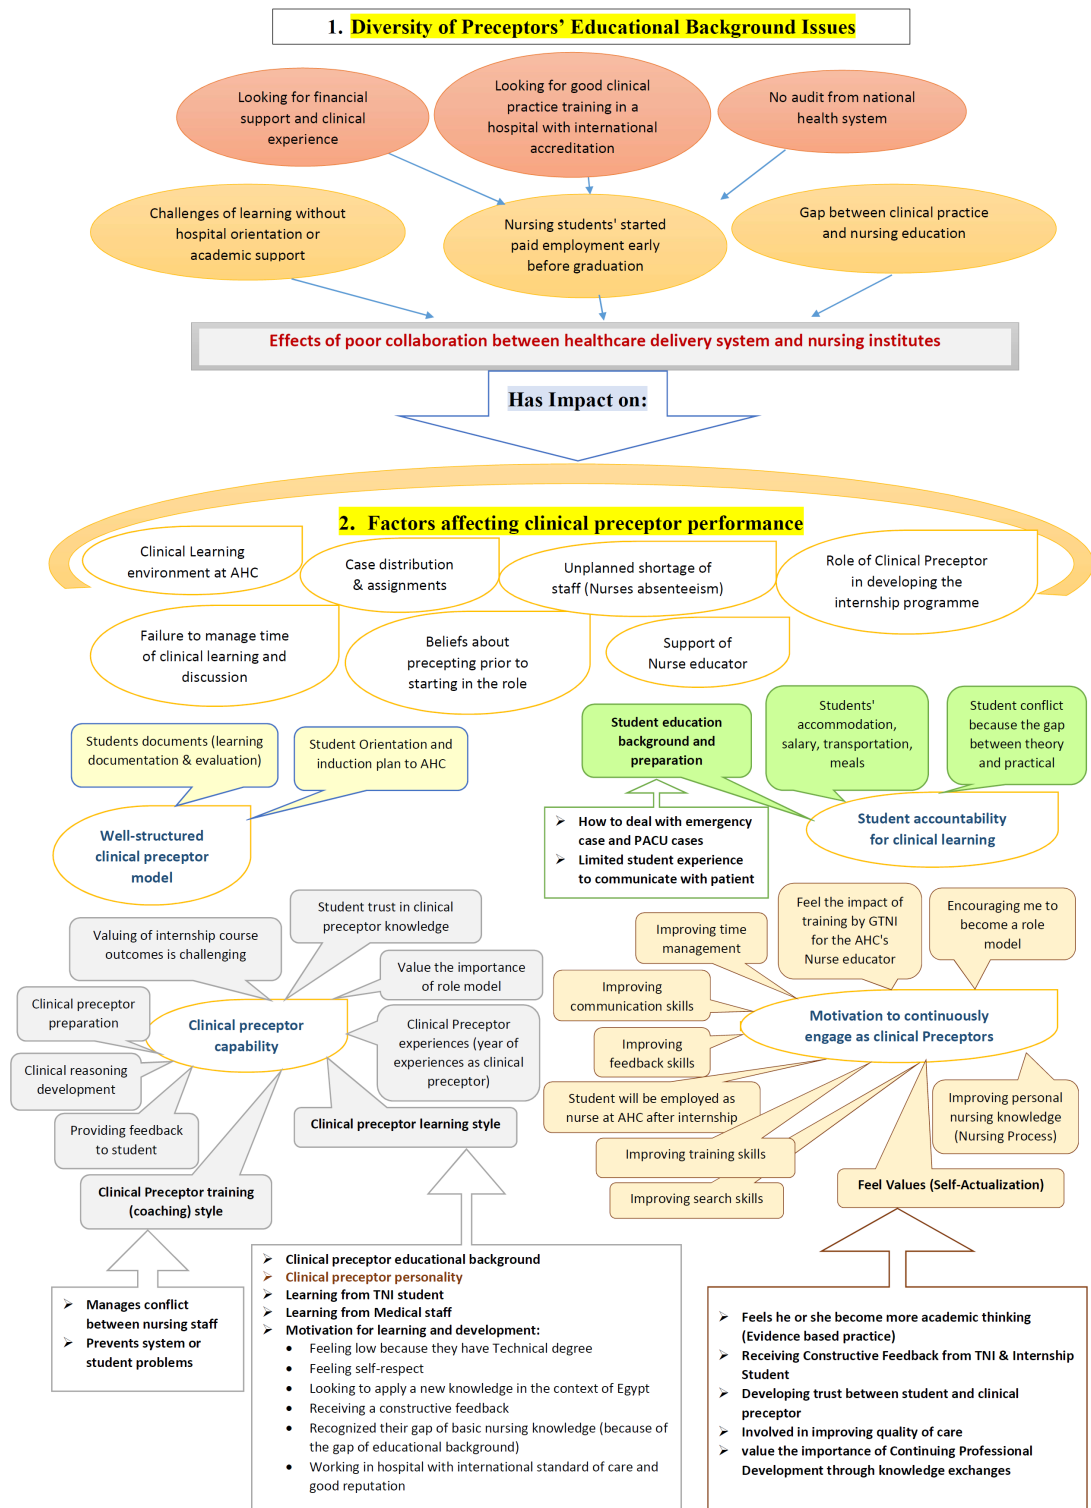 1. Diversity of Preceptors' Educational Background Issues
Looking for financial
support and clinical
experience
Looking for good clinical
practice training in a
hospital with international
accreditation
No audit from national
health system
Challenges of learning without
hospital orientation or
academic support
Nursing students' started
paid employment early
before graduation
Gap between clinical practice
and nursing education
Effects of poor collaboration between healthcare delivery system and nursing institutes
Has Impact on:
2. Factors affecting clinical preceptor performance
Clinical Learning
environment at AHC
Case distribution
& assignments
Unplanned shortage of
staff (Nurses absenteeism)
Role of Clinical Preceptor
in developing the
internship programme
Failure to manage time
of clinical learning and
discussion
Beliefs about
precepting prior to
starting in the role
Support of
Nurse educator
Students documents (learning
documentation & evaluation)
Student Orientation and
induction plan to AHC
Well-structured
clinical preceptor
model
Student education
background and
preparation
Students'
accommodation,
salary, transportation,
meals
Student conflict
because the gap
between theory
and practical
➢ How to deal with emergency
case and PACU cases
➢ Limited student experience
to communicate with patient
Student accountability
for clinical learning
Valuing of internship course
outcomes is challenging
Student trust in clinical
preceptor knowledge
Value the importance
of role model
Clinical preceptor
preparation
Clinical preceptor
capability
Clinical Preceptor
experiences (year of
experiences as clinical
preceptor)
Clinical reasoning
development
Providing feedback
to student
Clinical preceptor learning style
Clinical Preceptor training
(coaching) style
Improving time
management
Feel the impact of
training by GTNI
for the AHC's
Nurse educator
Encouraging me to
become a role
model
Improving
communication skills
Motivation to continuously
engage as clinical Preceptors
Improving
feedback skills
Student will be employed as
nurse at AHC after internship
Improving personal
nursing knowledge
(Nursing Process)
Improving training skills
Improving search skills
Feel Values (Self-Actualization)
➢ Manages conflict
between nursing staff
➢ Prevents system or
student problems
➢ Clinical preceptor educational background
➢ Clinical preceptor personality
➢ Learning from TNI student
➢ Learning from Medical staff
➢ Motivation for learning and development:
• Feeling low because they have Technical degree
• Feeling self-respect
• Looking to apply a new knowledge in the context of Egypt
• Receiving a constructive feedback
• Recognized their gap of basic nursing knowledge (because of
the gap of educational background)
• Working in hospital with international standard of care and
good reputation
➢ Feels he or she become more academic thinking
(Evidence based practice)
➢ Receiving Constructive Feedback from TNI & Internship
Student
➢ Developing trust between student and clinical
preceptor
➢ Involved in improving quality of care
➢ value the importance of Continuing Professional
Development through knowledge exchanges